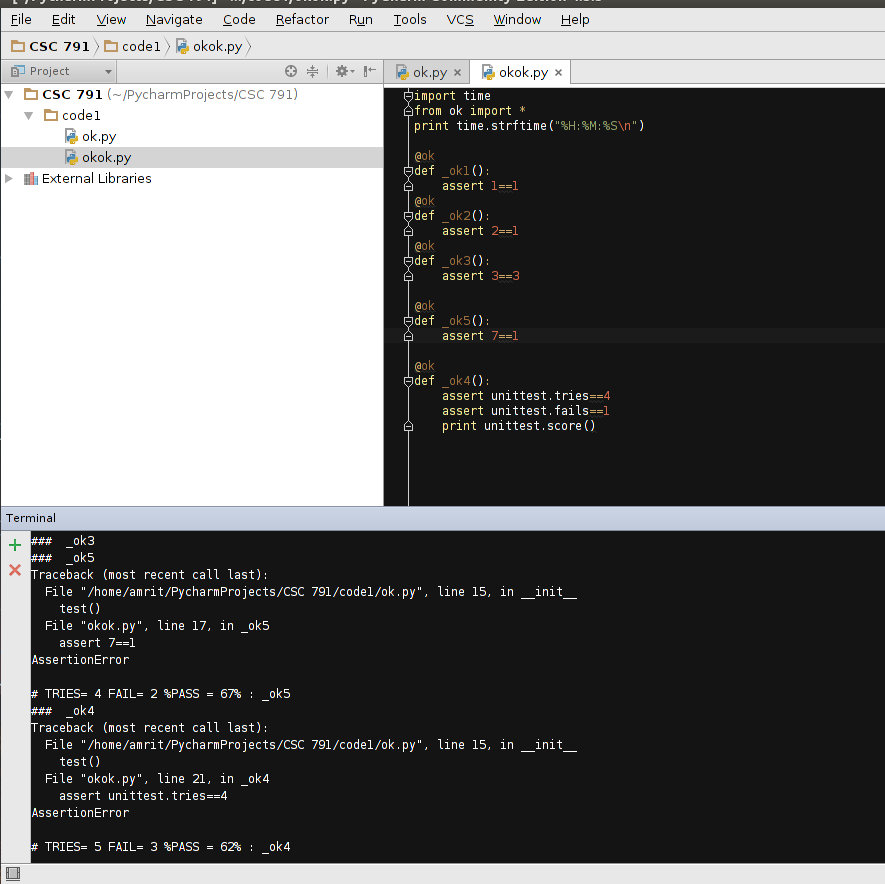 File Edit View Navigate Code Refactor Run Tools VCS Window Help
CSC 791 code1 okok.py
Project
ok.py okok.py
CSC 791 (~/PycharmProjects/CSC 791)
code1
ok.py
okok.py
External Libraries
import time
from ok import *
print time.strftime("%H:%M:%S\n")
@ok
def _ok1():
assert 1==1
@ok
def _ok2():
assert 2==1
@ok
def _ok3():
assert 3==3
@ok
def _ok5():
assert 7==1
@ok
def _ok4():
assert unittest.tries==4
assert unittest.fails==1
print unittest.score()
Terminal
### _ok3
### _ok5
Traceback (most recent call last):
File "/home/amrit/PycharmProjects/CSC 791/code1/ok.py", line 15, in __init__
test()
File "okok.py", line 17, in _ok5
assert 7==1
AssertionError
# TRIES= 4 FAIL= 2 %PASS = 67% : _ok5
### _ok4
Traceback (most recent call last):
File "/home/amrit/PycharmProjects/CSC 791/code1/ok.py", line 15, in __init__
test()
File "okok.py", line 21, in _ok4
assert unittest.tries==4
AssertionError
# TRIES= 5 FAIL= 3 %PASS = 62% : _ok4